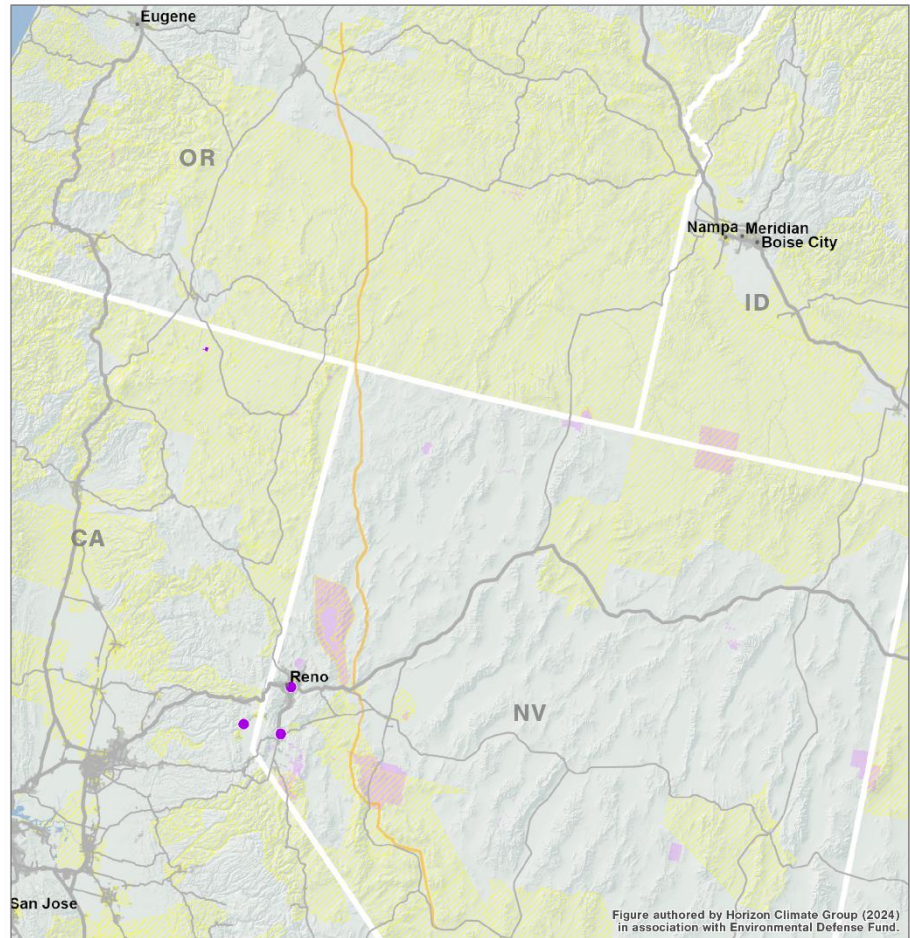 Eugene
OR
Nampa
Meridian
Boise City
ID
CA
Reno
NV
San Jose
Figure authored by Horizon Climate Group (2024)
in association with Environmental Defense Fund.